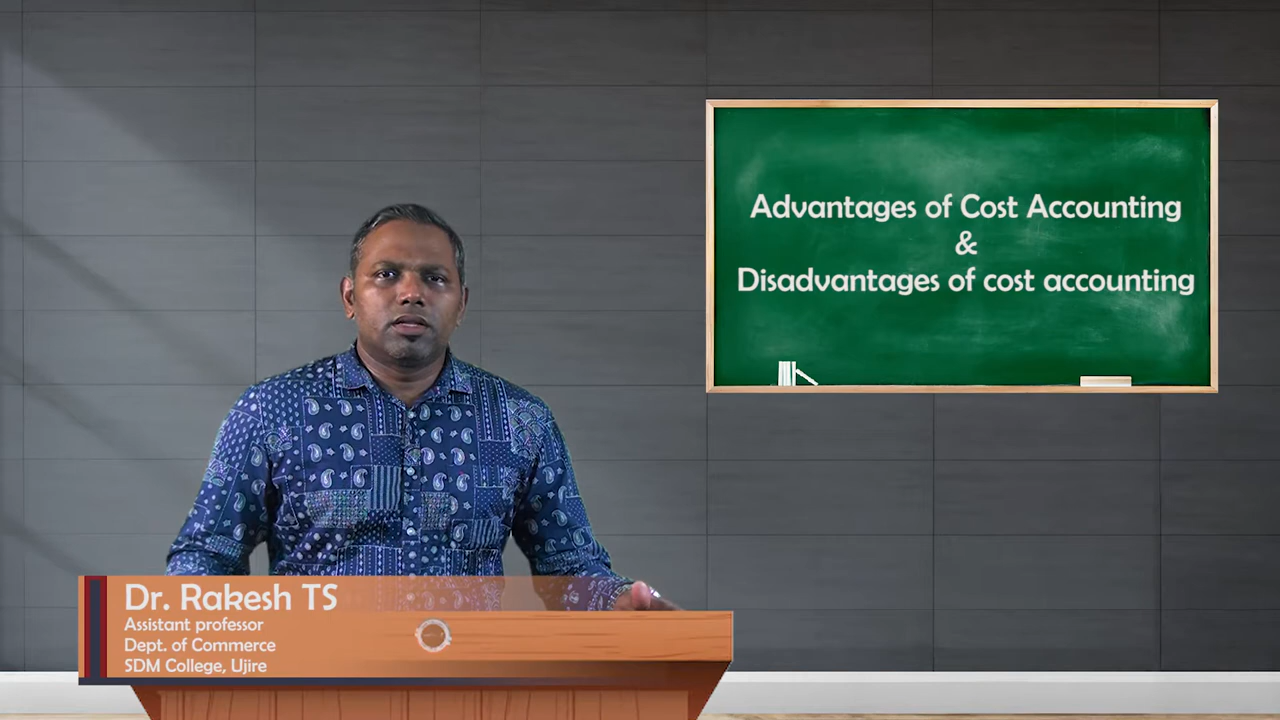 Advantages of Cost Accounting
&
Disadvantages of cost accounting
Dr. Rakesh TS
Assistant professor
Dept. of Commerce
SDM College, Ujire